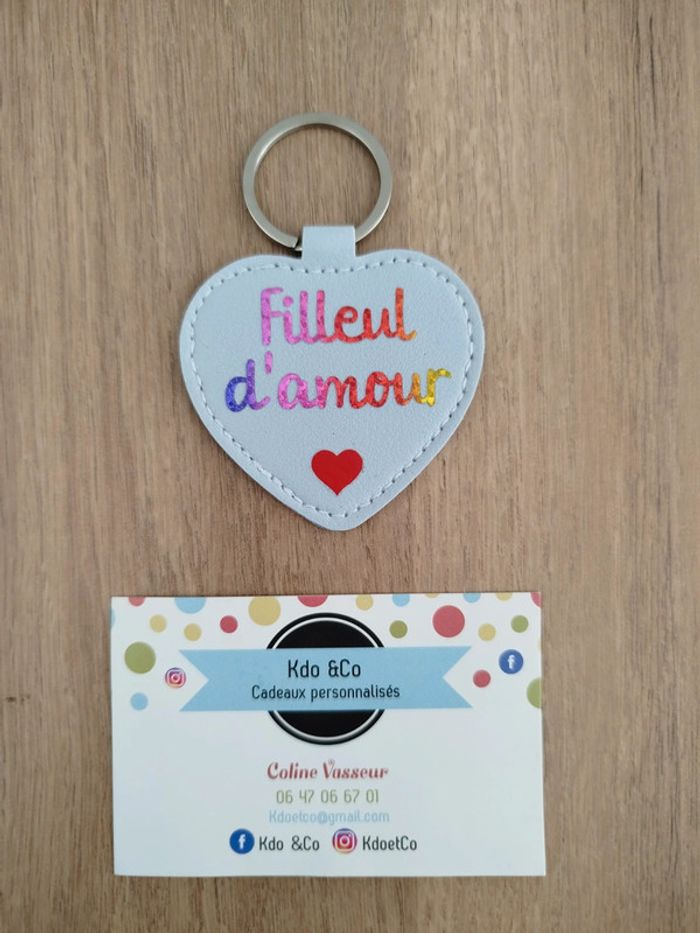 Filleul
d'amour
Kdo &Co
Cadeaux personnalisés
Coline Vasseur
06 47 06 67 01
Kdoetco@gmail.com
Kdo &Co KdoetCo